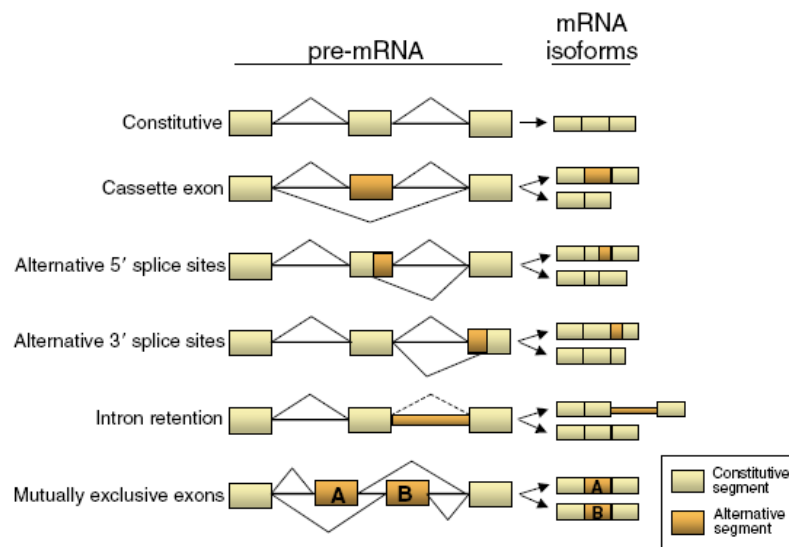 pre-mRNA
mRNA
isoforms
Constitutive
Cassette exon
Alternative 5′ splice sites
Alternative 3′ splice sites
Intron retention
Mutually exclusive exons
A
B
A
B
Constitutive
segment
Alternative
segment